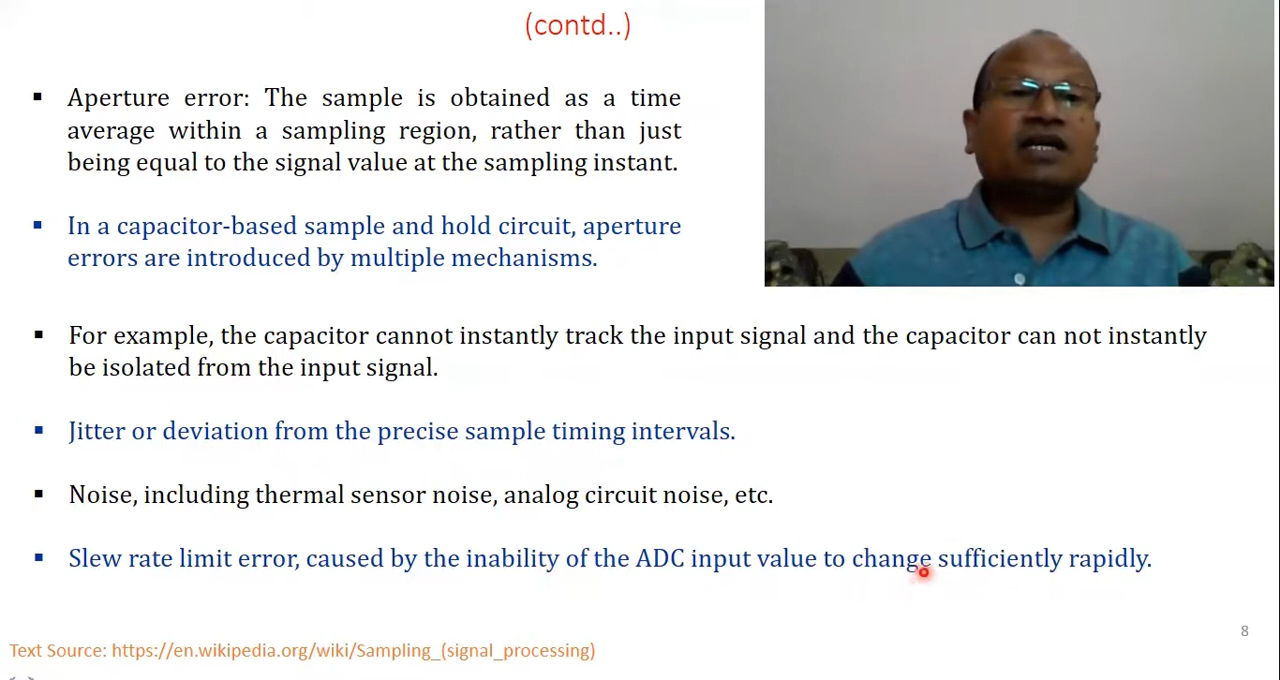 (contd..)
▪ Aperture error: The sample is obtained as a time
average within a sampling region, rather than just
being equal to the signal value at the sampling instant.
▪ In a capacitor-based sample and hold circuit, aperture
errors are introduced by multiple mechanisms.
▪ For example, the capacitor cannot instantly track the input signal and the capacitor can not instantly
be isolated from the input signal.
▪ Jitter or deviation from the precise sample timing intervals.
▪ Noise, including thermal sensor noise, analog circuit noise, etc.
▪ Slew rate limit error, caused by the inability of the ADC input value to change sufficiently rapidly.
8
Text Source: https://en.wikipedia.org/wiki/Sampling_(signal_processing)